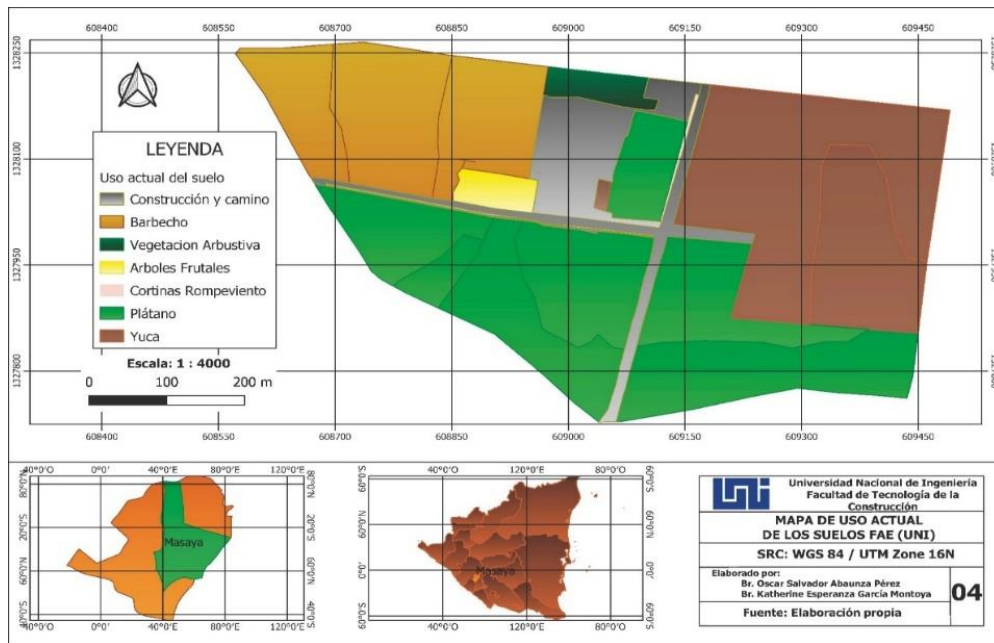 608400 608550 608700 608850 609000 609150 609300 609450
1328250
1328100
1327950
1327800
LEYENDA
Uso actual del suelo
Construcción y camino
Barbecho
Vegetacion Arbustiva
Arboles Frutales
Cortinas Rompeviento
Plátano
Yuca
Escala: 1 : 4000
0 100 200 m
608400 608550 608700 608850 609000 609150 609300 609450
40°0'O 0°0'E 40°0'E 80°0'E 120°0'E
Masaya
0°0'E 40°0'E 80°0'E 120°0'E
120°0'E 80°0'O
60°0'N
0°0'
60°0'S
Masaya
120°0'E 80°0'O
Universidad Nacional de Ingeniería
Facultad de Tecnología de la
Construcción
MAPA DE USO ACTUAL
DE LOS SUELOS FAE (UNI)
SRC: WGS 84 / UTM Zone 16N
Elaborado por:
Br. Oscar Salvador Abaunza Pérez
Br. Katherine Esperanza García Montoya
04
Fuente: Elaboración propia